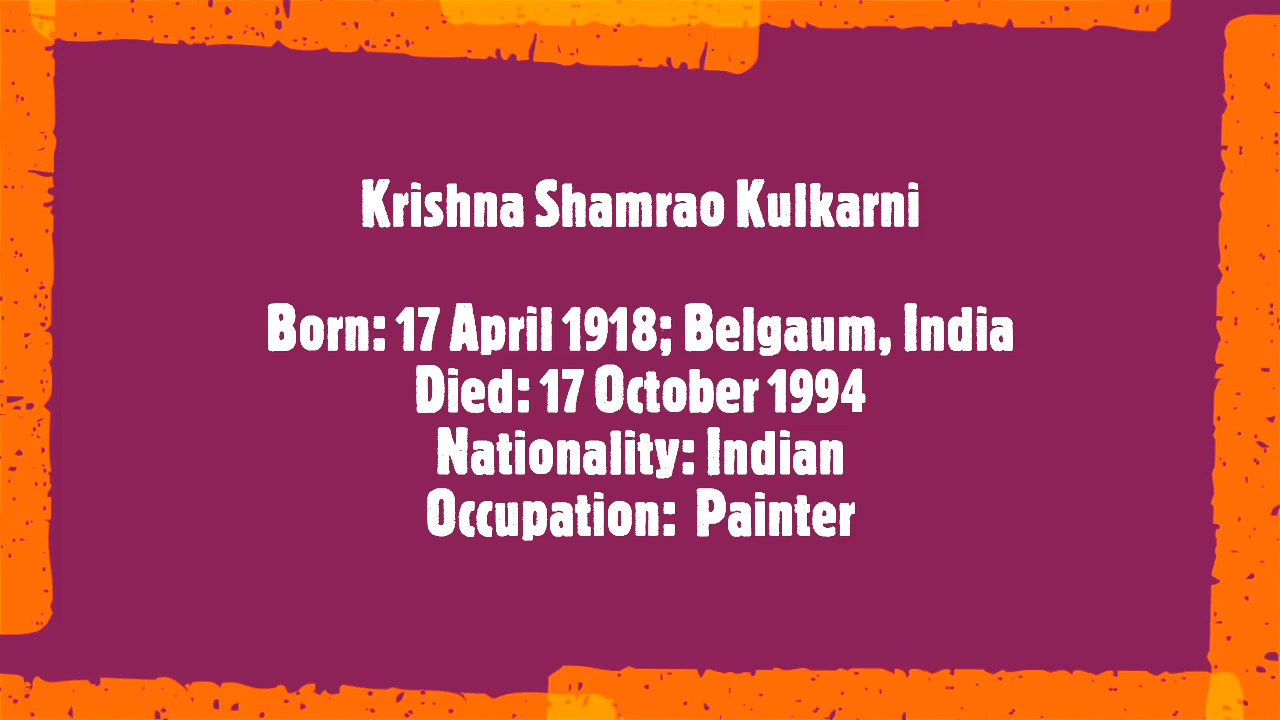 Krishna Shamrao Kulkarni
Born: 17 April 1918; Belgaum, India
Died: 17 October 1994
Nationality: Indian
Occupation: Painter